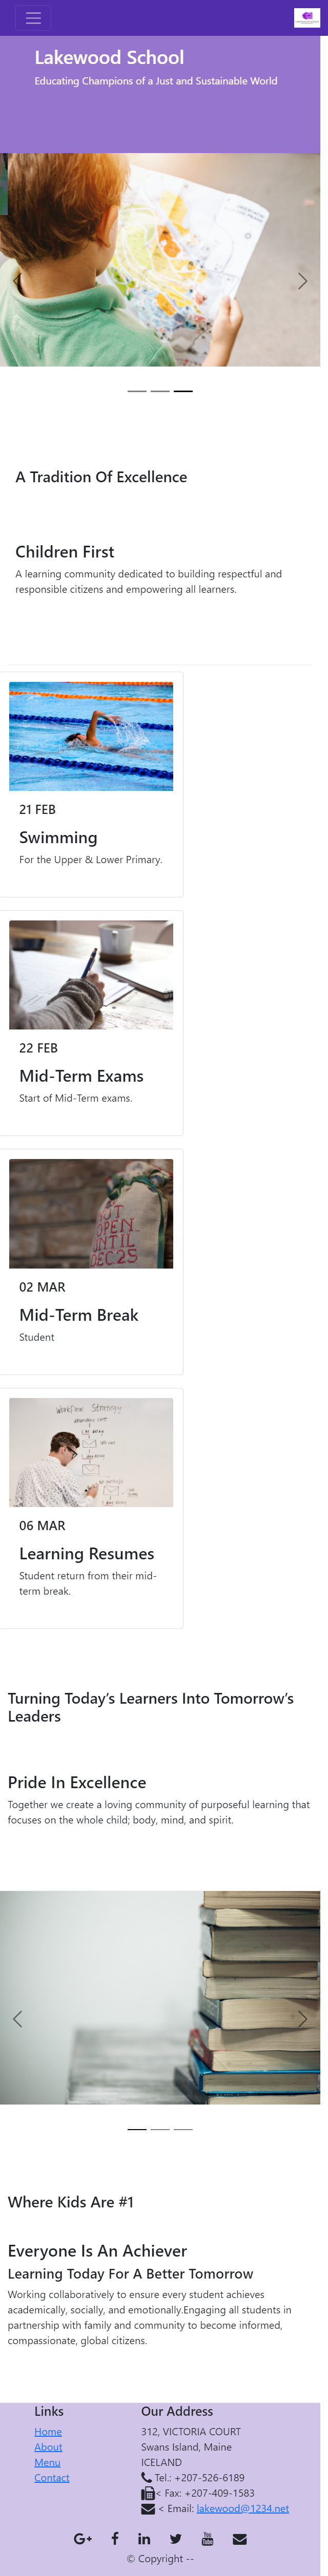 Lakewood School
Educating Champions of a Just and Sustainable World
A Tradition Of Excellence
Children First
A learning community dedicated to building respectful and
responsible citizens and empowering all learners.
21 FEB
Swimming
For the Upper & Lower Primary.
22 FEB
Mid-Term Exams
Start of Mid-Term exams.
OPEN
UNTIL
DEC 25
02 MAR
Mid-Term Break
Student
Workflow Strategy
06 MAR
Learning Resumes
Student return from their mid-
term break.
Turning Today’s Learners Into Tomorrow’s
Leaders
Pride In Excellence
Together we create a loving community of purposeful learning that
focuses on the whole child; body, mind, and spirit.
Where Kids Are #1
Everyone Is An Achiever
Learning Today For A Better Tomorrow
Working collaboratively to ensure every student achieves
academically, socially, and emotionally.Engaging all students in
partnership with family and community to become informed,
compassionate, global citizens.
Links
Home
About
Menu
Contact
Our Address
312, VICTORIA COURT
Swans Island, Maine
ICELAND
Tel.: +207-526-6189
< Fax: +207-409-1583
< Email: lakewood@1234.net
© Copyright --